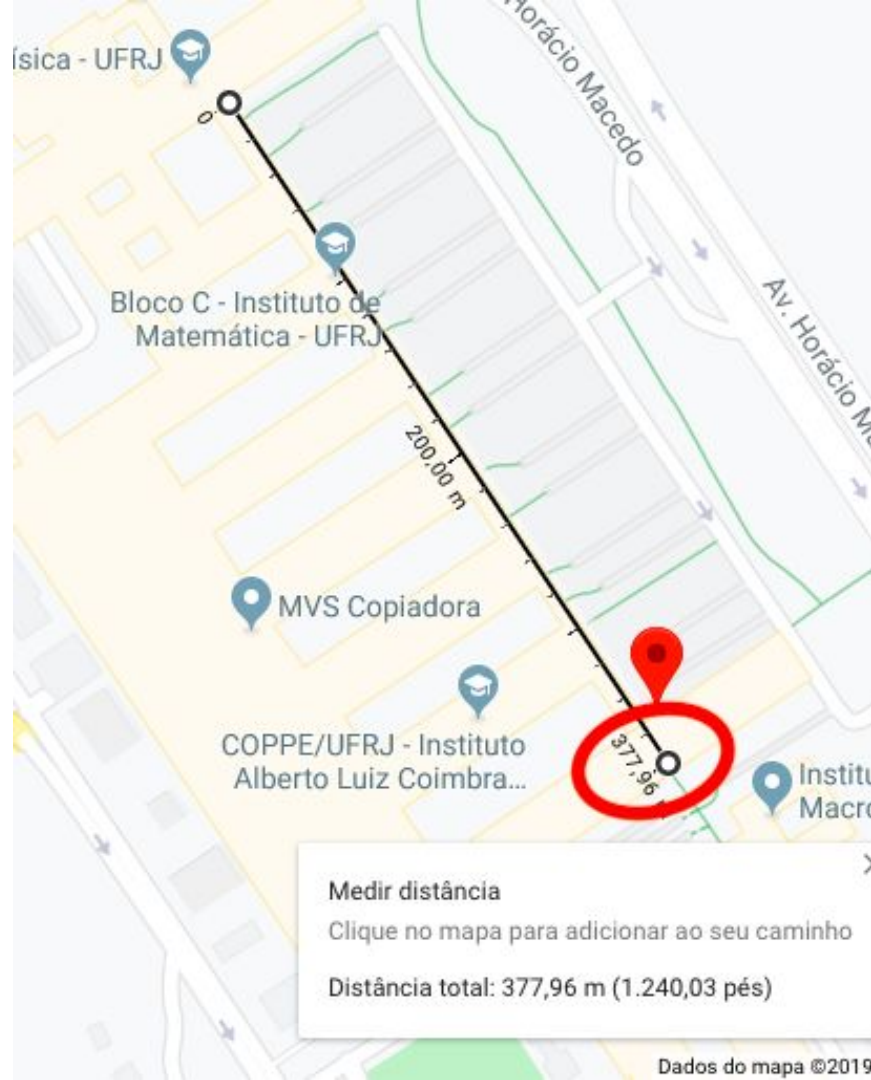 ísica - UFRJ
Horácio Macedo
0
Bloco C - Instituto de
Matemática - UFRJ
Av. Horácio
200,00 m
MVS Copiadora
COPPE/UFRJ - Instituto
Alberto Luiz Coimbra...
377,96
Institu
Macro
Medir distância
Clique no mapa para adicionar ao seu caminho
Distância total: 377,96 m (1.240,03 pés)
Dados do mapa ©2019